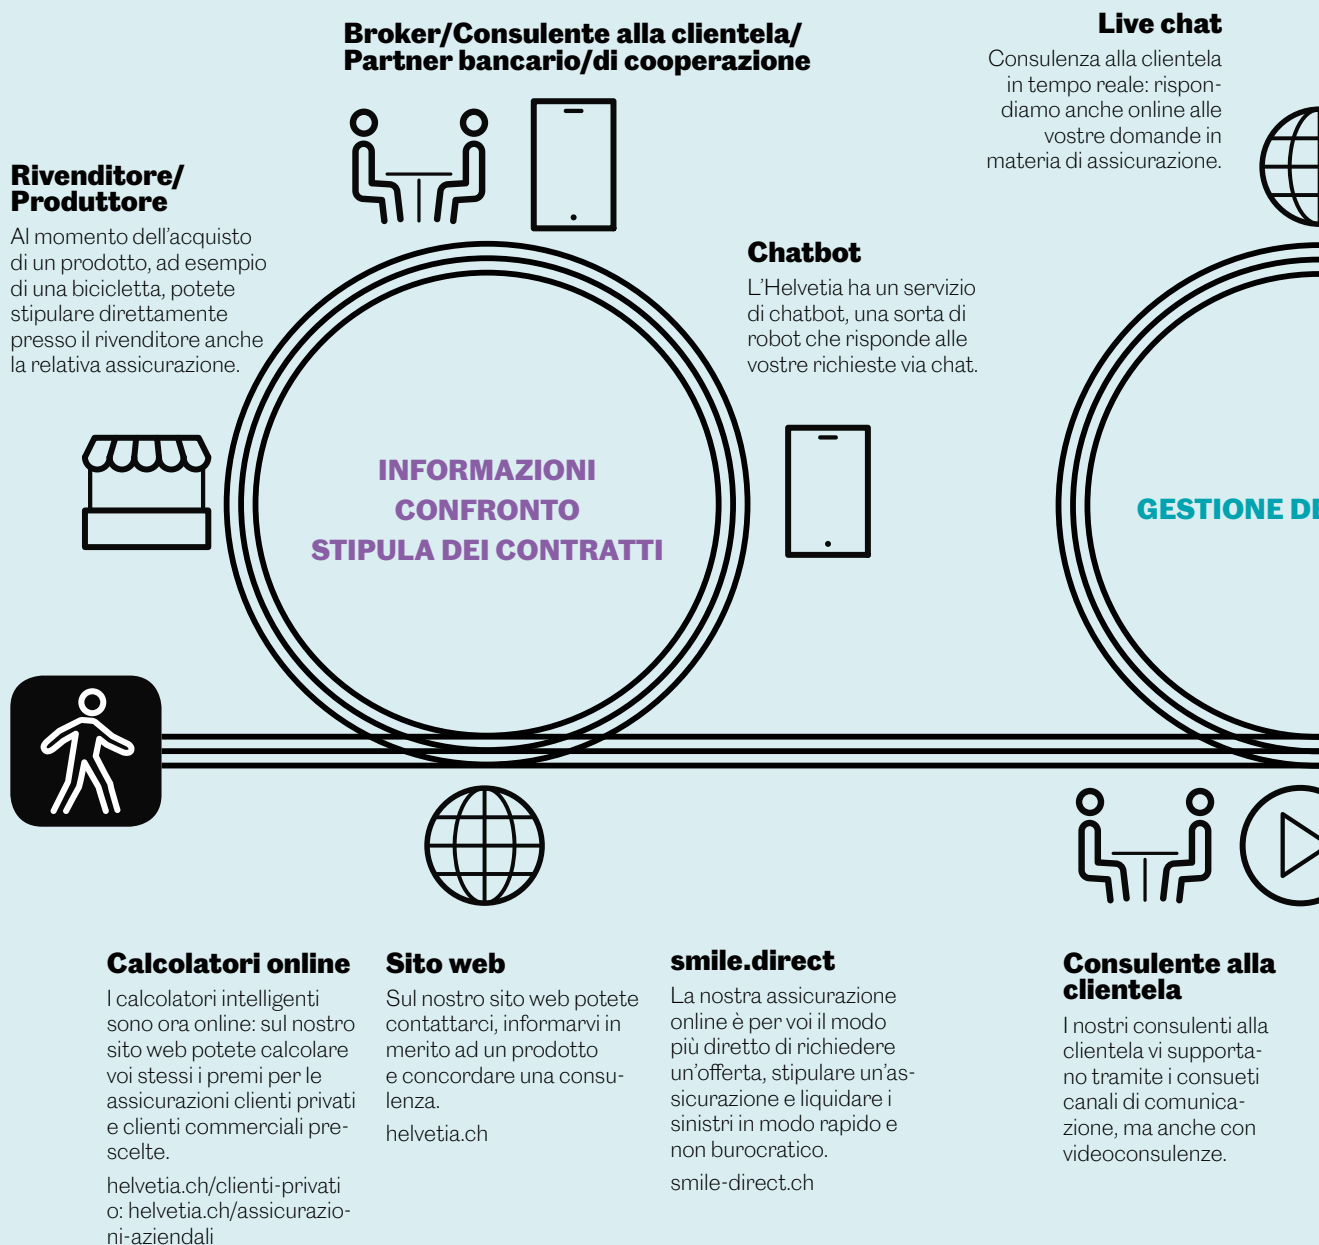 Broker/Consulente alla clientela/
Partner bancario/di cooperazione
Live chat
Consulenza alla clientela
in tempo reale: rispon-
diamo anche online alle
vostre domande in
materia di assicurazione.
Rivenditore/
Produttore
Al momento dell'acquisto
di un prodotto, ad esempio
di una bicicletta, potete
stipulare direttamente
presso il rivenditore anche
la relativa assicurazione.
Chatbot
L'Helvetia ha un servizio
di chatbot, una sorta di
robot che risponde alle
vostre richieste via chat.
INFORMAZIONI
CONFRONTO
STIPULA DEI CONTRATTI
GESTIONE DE
Calcolatori online
I calcolatori intelligenti
sono ora online: sul nostro
sito web potete calcolare
voi stessi i premi per le
assicurazioni clienti privati
e clienti commerciali pre-
scelte.
helvetia.ch/clienti-privati
o: helvetia.ch/assicurazio-
ni-aziendali
Sito web
Sul nostro sito web potete
contattarci, informarvi in
merito ad un prodotto
e concordare una consu-
lenza.
helvetia.ch
smile.direct
La nostra assicurazione
online è per voi il modo
più diretto di richiedere
un'offerta, stipulare un'as-
sicurazione e liquidare i
sinistri in modo rapido e
non burocratico.
smile-direct.ch
Consulente alla
clientela
I nostri consulenti alla
clientela vi supporta-
no tramite i consueti
canali di comunica-
zione, ma anche con
videoconsulenze.